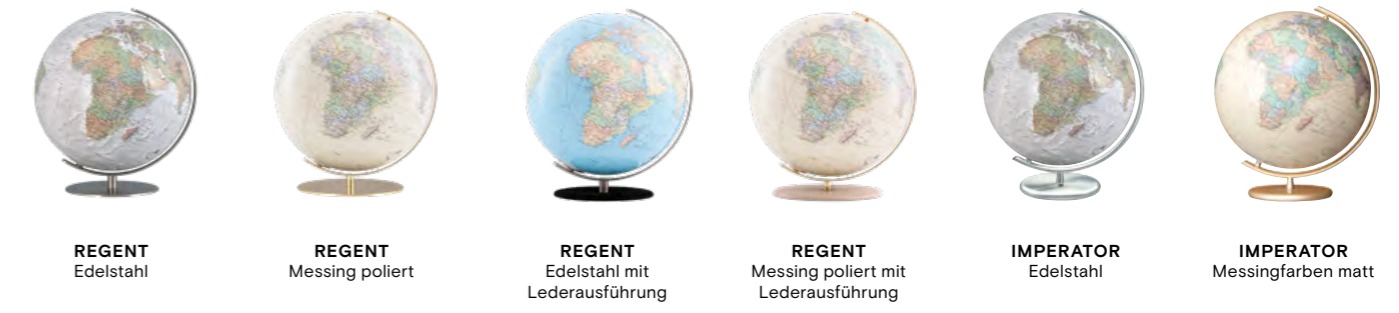 REGENT
Edelstahl
REGENT
Messing poliert
REGENT
Edelstahl mit
Lederausführung
REGENT
Messing poliert mit
Lederausführung
IMPERATOR
Edelstahl
IMPERATOR
Messingfarben matt